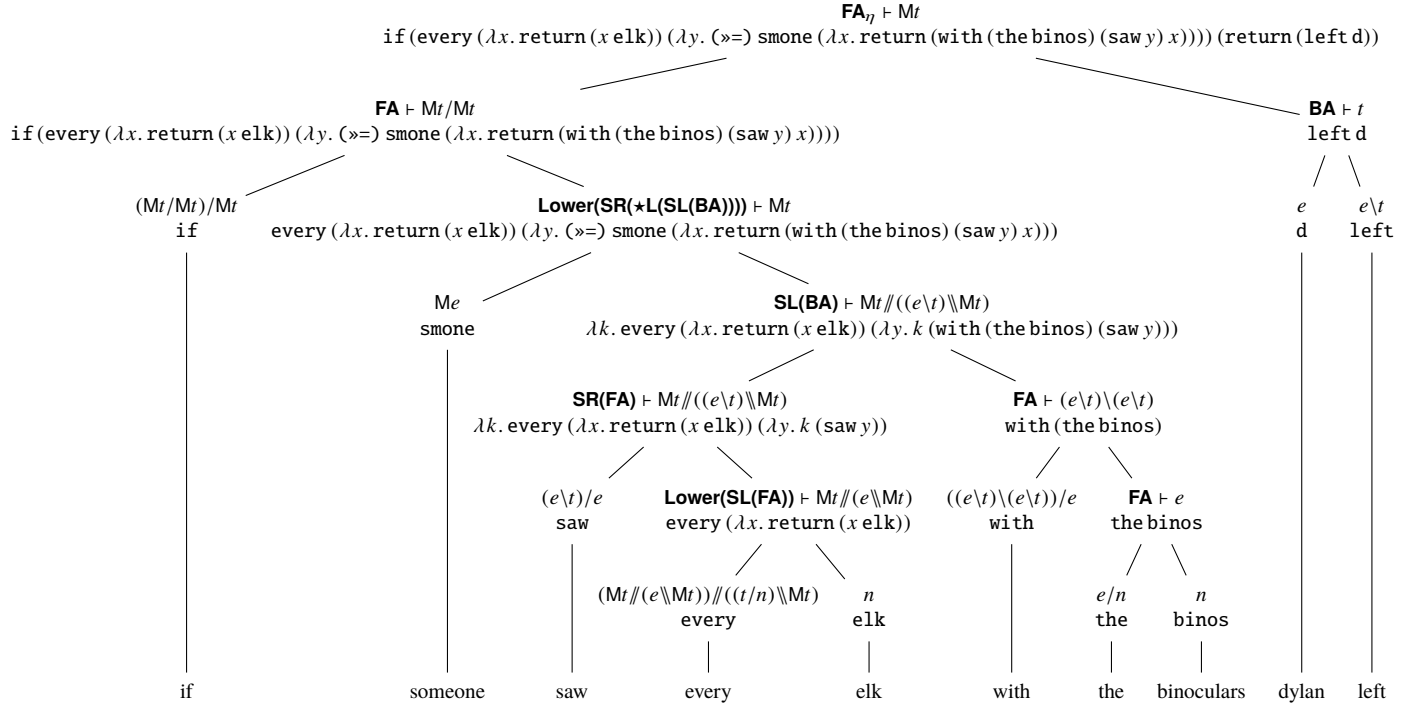 FA_η ⊢ Mt
if (every (λx. return (x elk)) (λy. (»=) smone (λx. return (with (the binos) (saw y) x)))) (return (left d))
FA ⊢ Mt/Mt
if (every (λx. return (x elk)) (λy. (»=) smone (λx. return (with (the binos) (saw y) x))))
BA ⊢ t
left d
(Mt/Mt)/Mt
if
Lower(SR(★L(SL(BA)))) ⊢ Mt
every (λx. return (x elk)) (λy. (»=) smone (λx. return (with (the binos) (saw y) x)))
e
d
e\t
left
Me
smone
SL(BA) ⊢ Mt⫽((e\t)⑊Mt)
λk. every (λx. return (x elk)) (λy. k (with (the binos) (saw y)))
SR(FA) ⊢ Mt⫽((e\t)⑊Mt)
λk. every (λx. return (x elk)) (λy. k (saw y))
FA ⊢ (e\t)\(e\t)
with (the binos)
(e\t)/e
saw
Lower(SL(FA)) ⊢ Mt⫽(e⑊Mt)
every (λx. return (x elk))
((e\t)\(e\t))/e
with
FA ⊢ e
the binos
(Mt⫽(e⑊Mt))⫽((t/n)⑊Mt)
every
n
elk
e/n
the
n
binos
if someone saw every elk with the binoculars dylan left